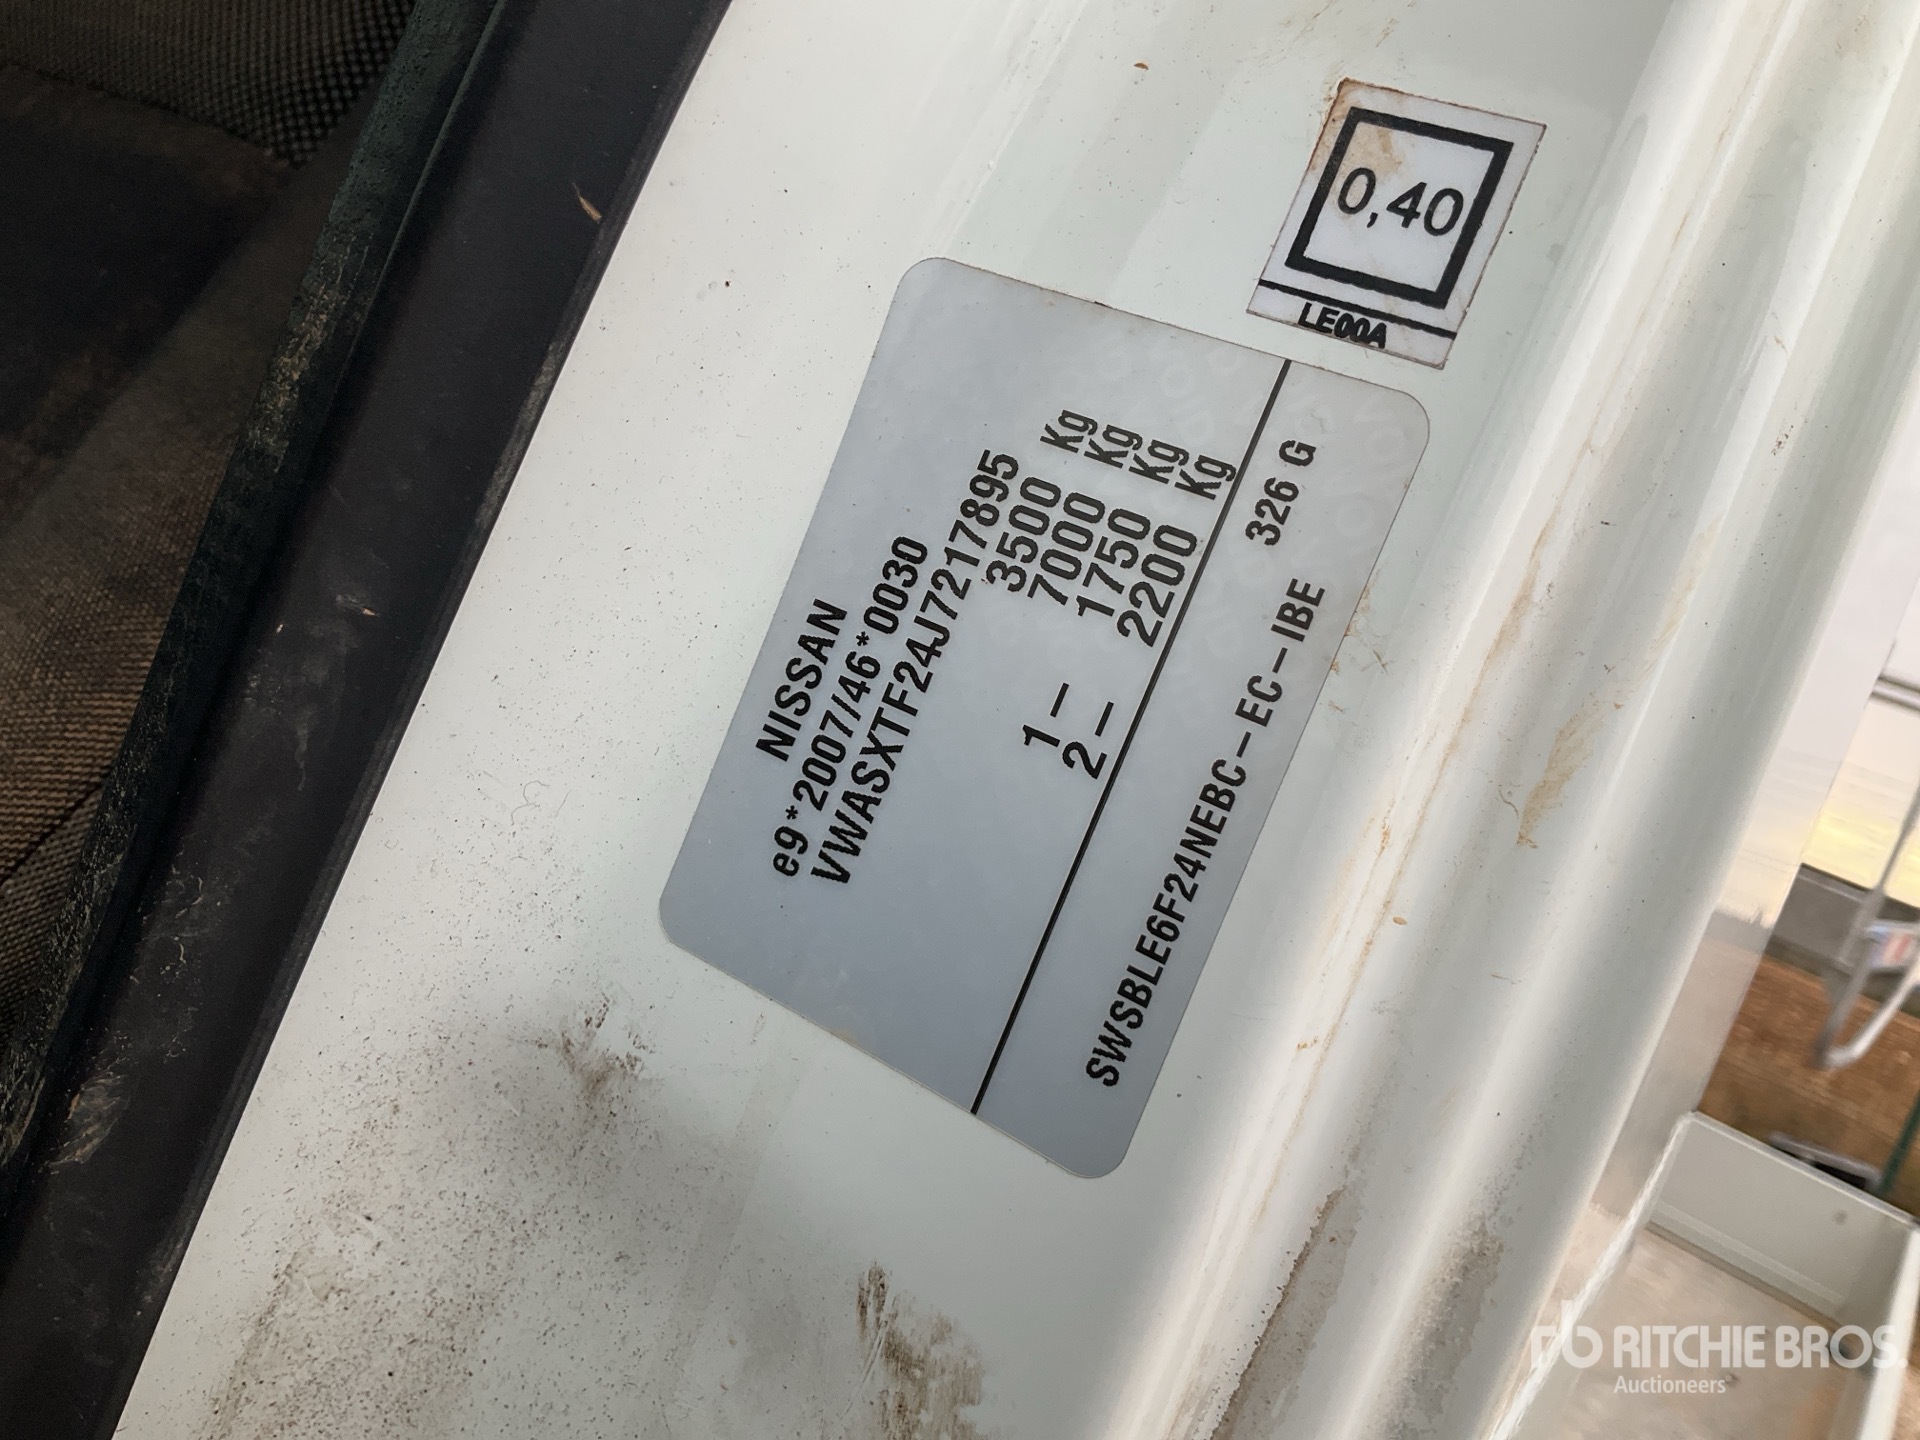 0,40
LE00A
NISSAN
e9*2007/46*0030
VWASXTF24J7217895
3500 Kg
7000 Kg
1– 1750 Kg
2– 2200 Kg
SWSBLE6F24NEBC–EC–IBE 326 G
rb RITCHIE BROS.
Auctioneers